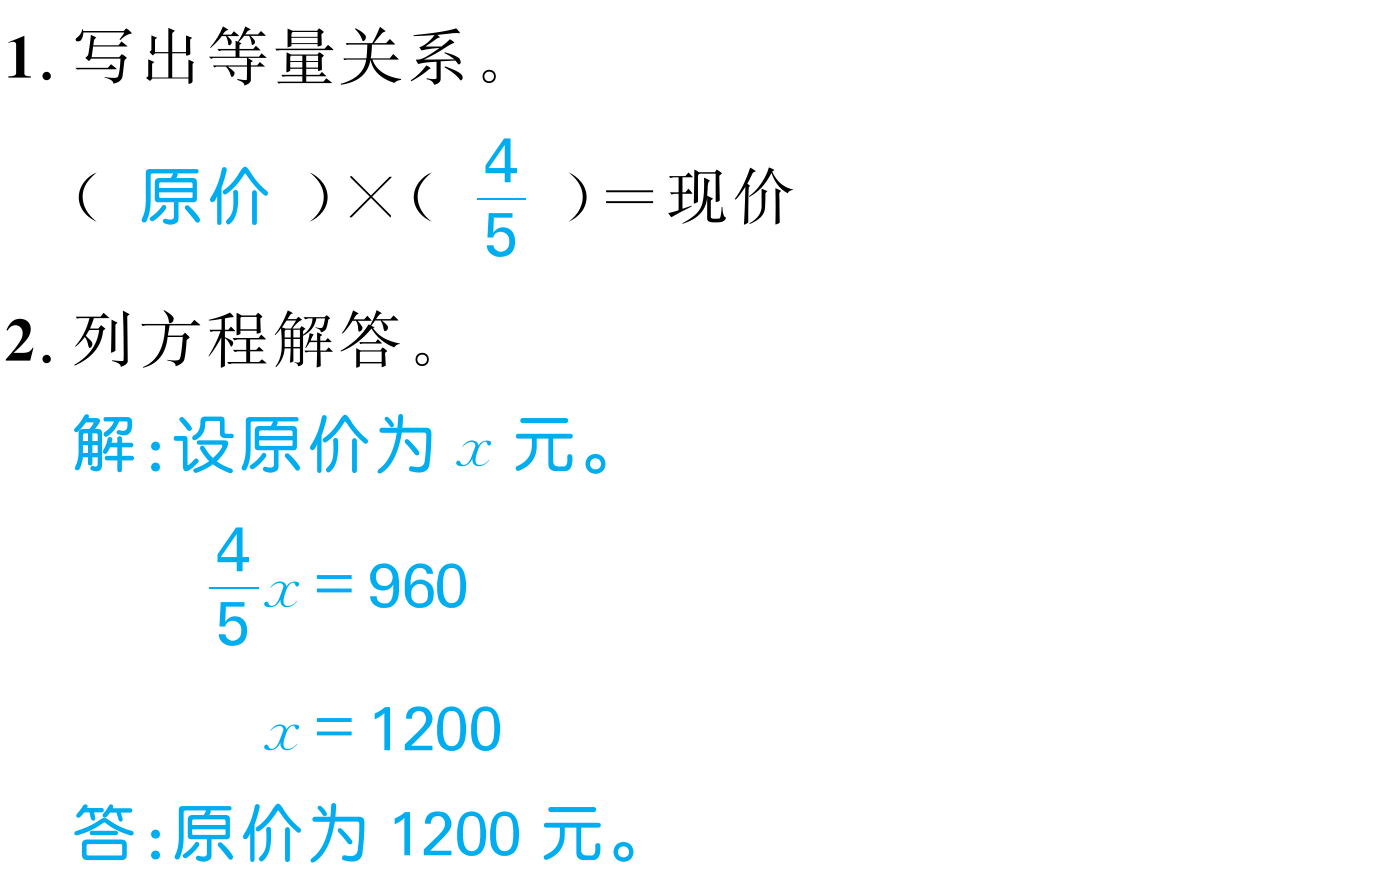 1. 写出等量关系。
( 原价 )×( 4/5 )=现价
2. 列方程解答。
解:设原价为 x 元。
4/5 x = 960
x = 1200
答:原价为 1200 元。